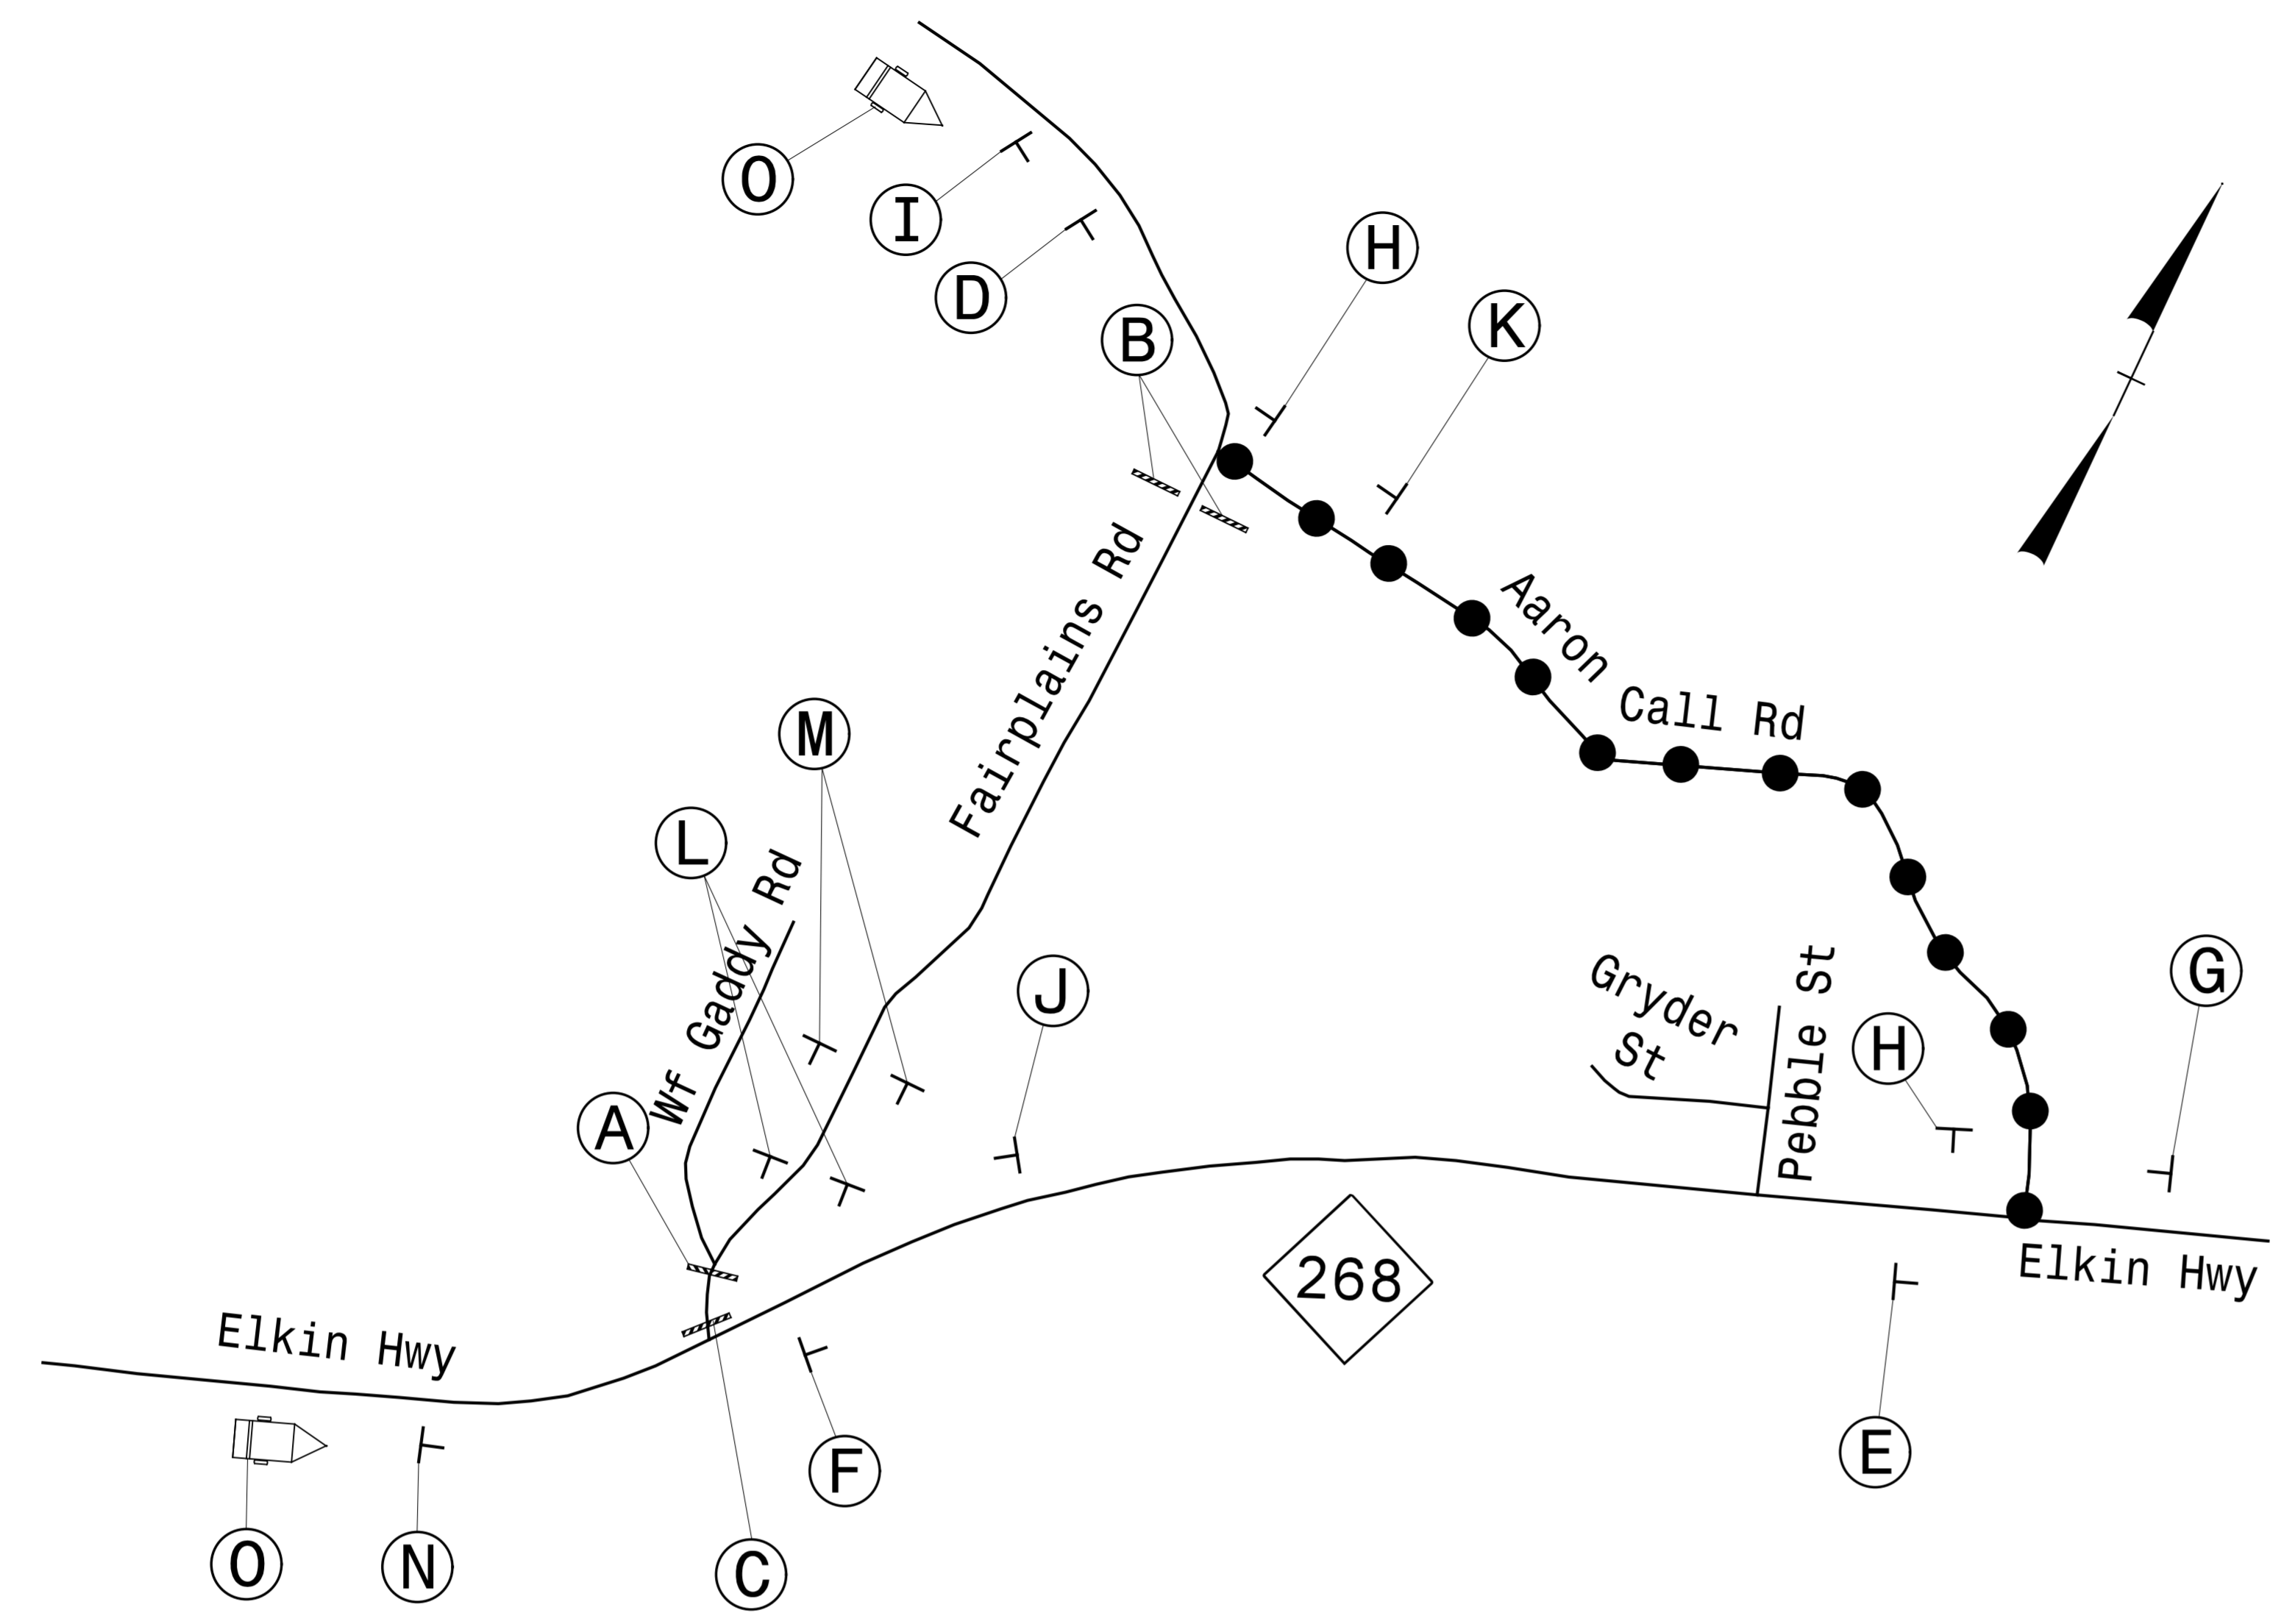 O
I
D
H
B
K
Fairplains Rd
Aaron
Call Rd
M
L
Wf Gaddy Rd
J
A
Gryder
St
Pebble St
H
G
268
Elkin Hwy
Elkin Hwy
F
E
O
N
C